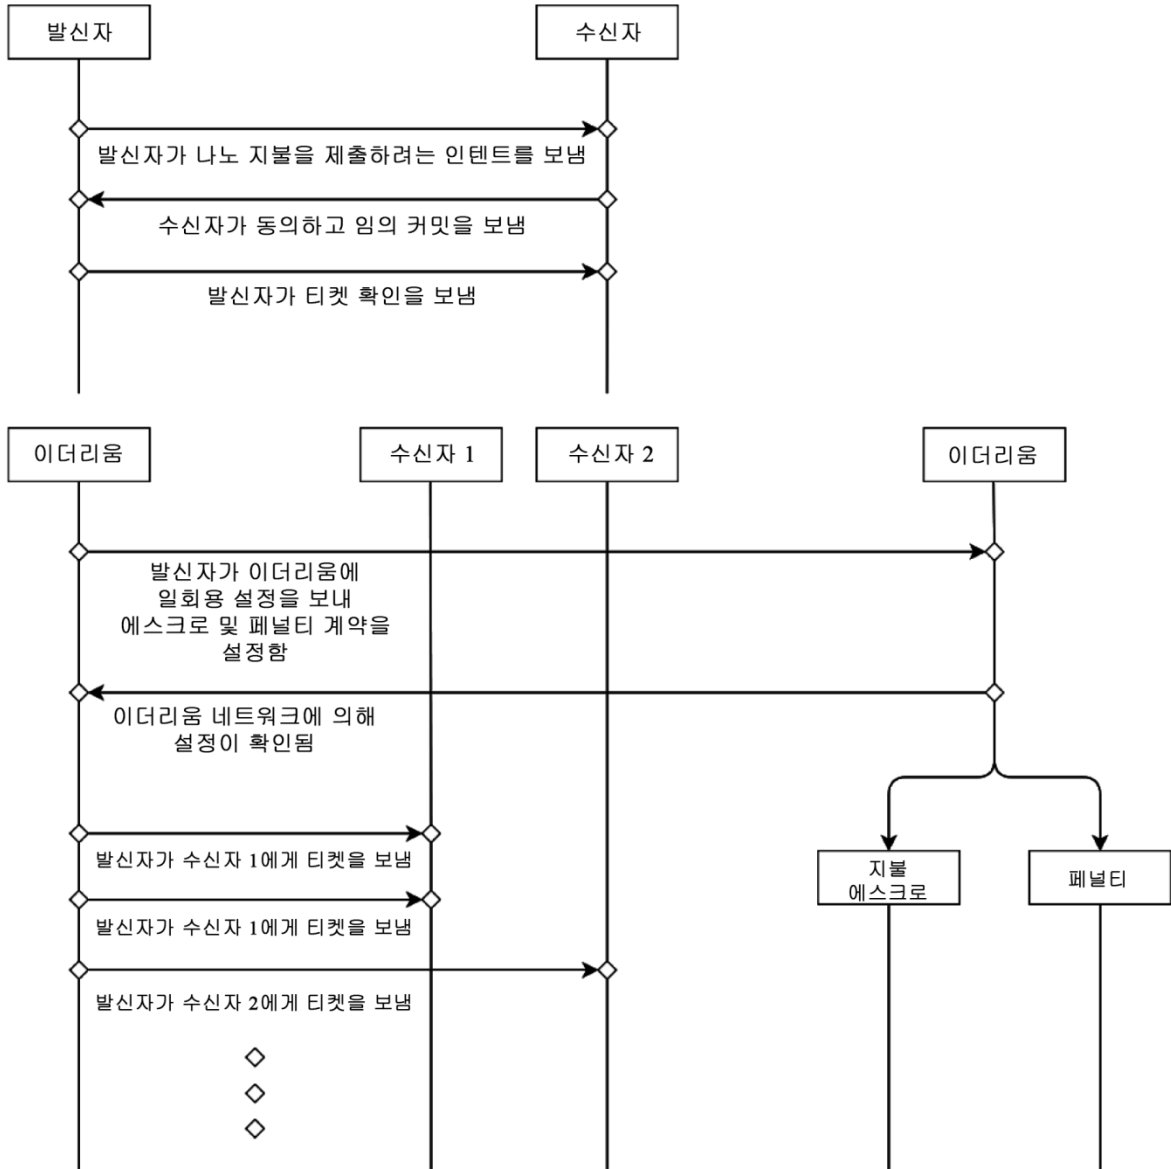 발신자
수신자
발신자가 나노 지불을 제출하려는 인텐트를 보냄
수신자가 동의하고 임의 커밋을 보냄
발신자가 티켓 확인을 보냄
이더리움
수신자 1
수신자 2
이더리움
발신자가 이더리움에
일회용 설정을 보내
에스크로 및 페널티 계약을
설정함
이더리움 네트워크에 의해
설정이 확인됨
발신자가 수신자 1에게 티켓을 보냄
발신자가 수신자 1에게 티켓을 보냄
발신자가 수신자 2에게 티켓을 보냄
지불
에스크로
페널티